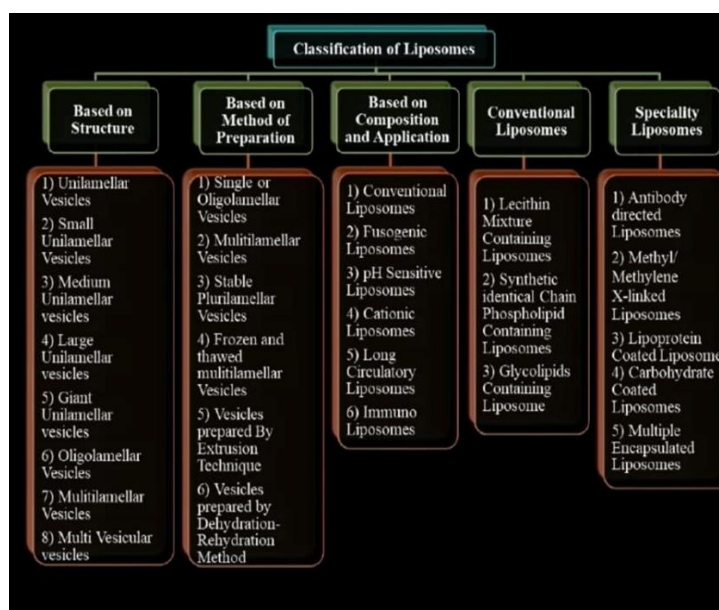 Classification of Liposomes
Based on
Structure
1) Unilamellar
Vesicles
2) Small
Unilamellar
Vesicles
3) Medium
Unilamellar
vesicles
4) Large
Unilamellar
vesicles
5) Giant
Unilamellar
vesicles
6) Oligolamellar
Vesicles
7) Mulitilamellar
Vesicles
8) Multi Vesicular
vesicles
Based on
Method of
Preparation
1) Single or
Oligolamellar
Vesicles
2) Mulitilamellar
Vesicles
3) Stable
Plurilamellar
Vesicles
4) Frozen and
thawed
mulitilamellar
Vesicles
5) Vesicles
prepared By
Extrusion
Technique
6) Vesicles
prepared by
Dehydration-
Rehydration
Method
Based on
Composition
and Application
1) Conventional
Liposomes
2) Fusogenic
Liposomes
3) pH Sensitive
Liposomes
4) Cationic
Liposomes
5) Long
Circulatory
Liposomes
6) Immuno
Liposomes
Conventional
Liposomes
1) Lecithin
Mixture
Containing
Liposomes
2) Synthetic
identical Chain
Phospholipid
Containing
Liposomes
3) Glycolipids
Containing
Liposome
Speciality
Liposomes
1) Antibody
directed
Liposomes
2) Methyl/
Methylene
X-linked
Liposomes
3) Lipoprotein
Coated Liposome
4) Carbohydrate
Coated
Liposomes
5) Multiple
Encapsulated
Liposomes